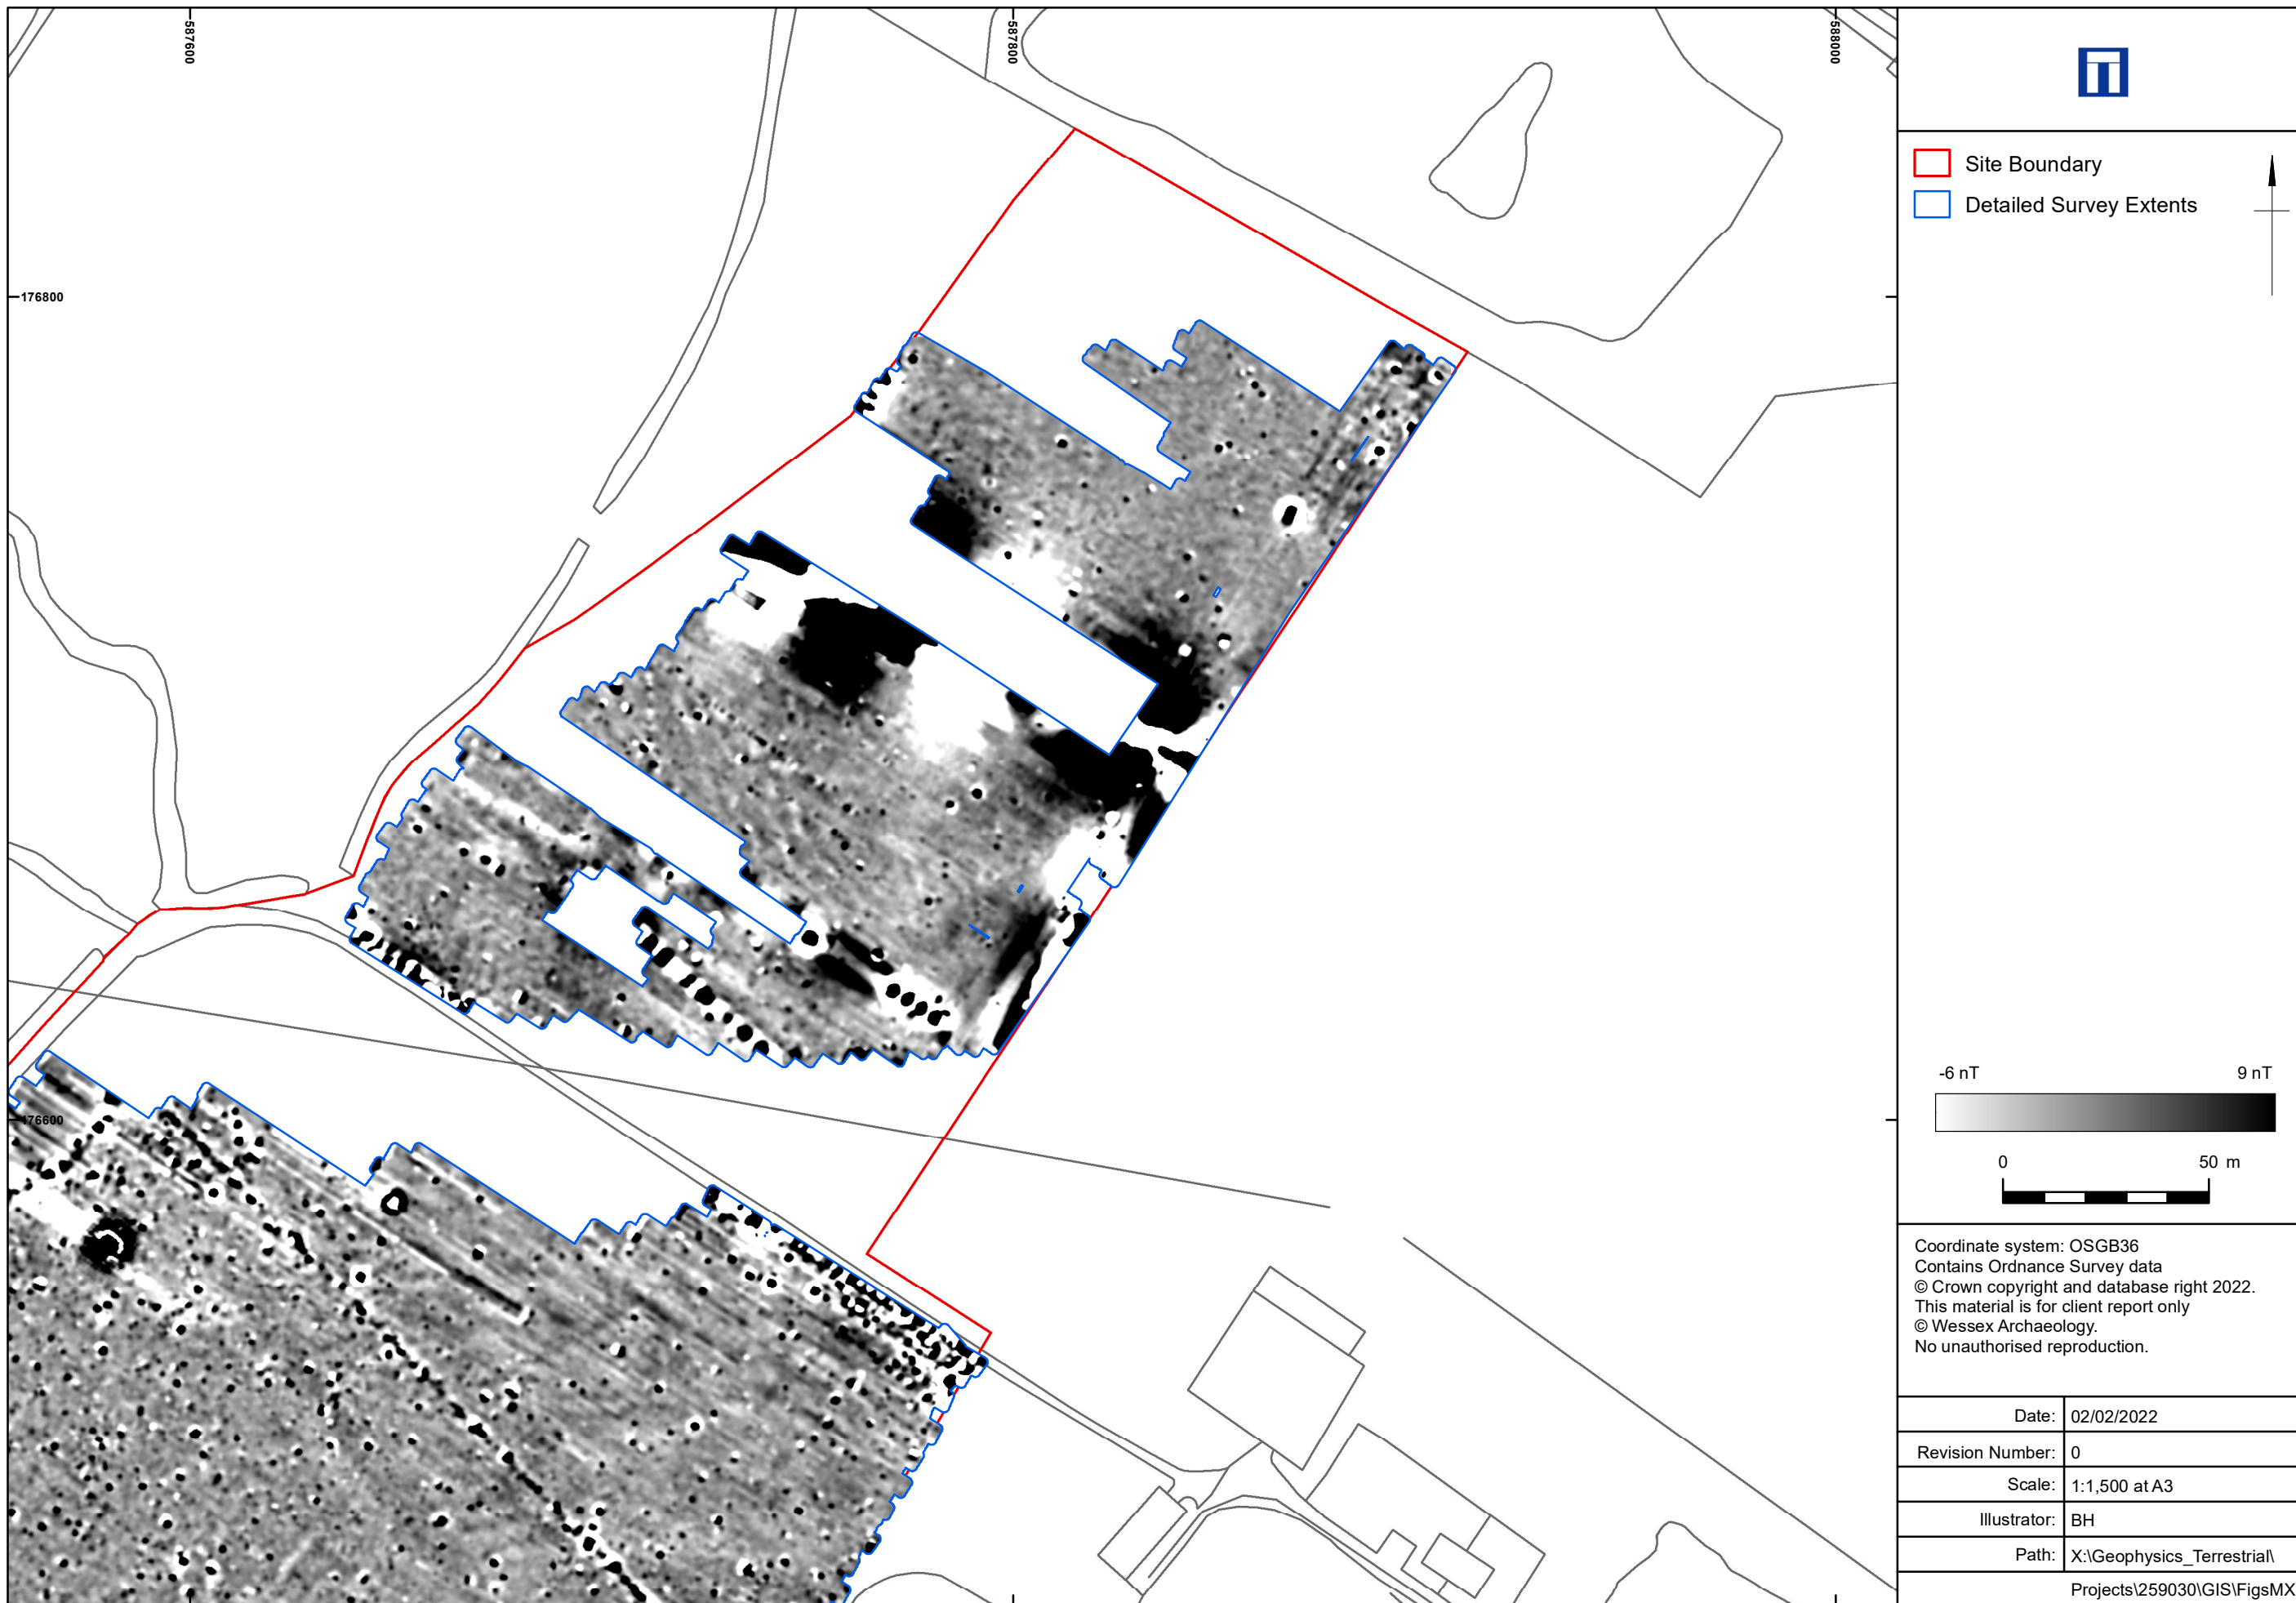 587600
587800
588000
176800
176600
Site Boundary
Detailed Survey Extents
-6 nT 9 nT
0 50 m
Coordinate system: OSGB36
Contains Ordnance Survey data
© Crown copyright and database right 2022.
This material is for client report only
© Wessex Archaeology.
No unauthorised reproduction.
Date: 02/02/2022
Revision Number: 0
Scale: 1:1,500 at A3
Illustrator: BH
Path: X:\Geophysics_Terrestrial\
Projects\259030\GIS\FigsMX